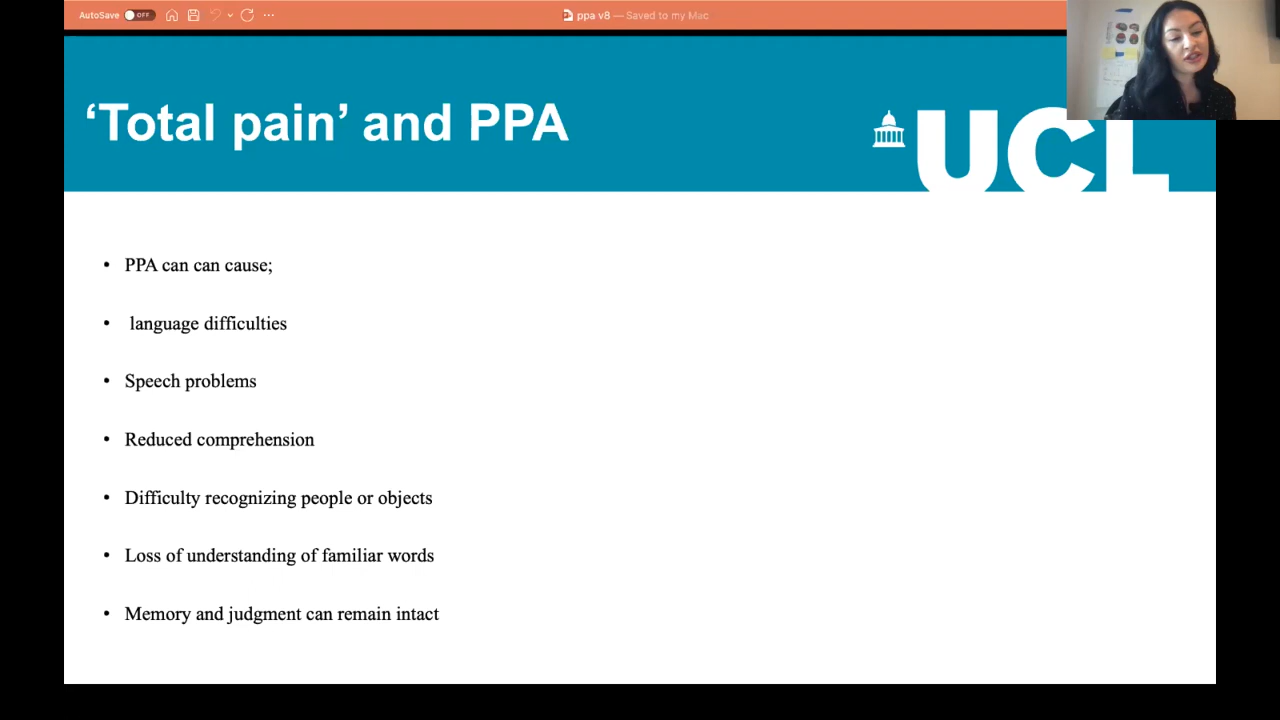 AutoSave OFF
ppa v8 — Saved to my Mac
‘Total pain’ and PPA
UCL
• PPA can can cause;
• language difficulties
• Speech problems
• Reduced comprehension
• Difficulty recognizing people or objects
• Loss of understanding of familiar words
• Memory and judgment can remain intact